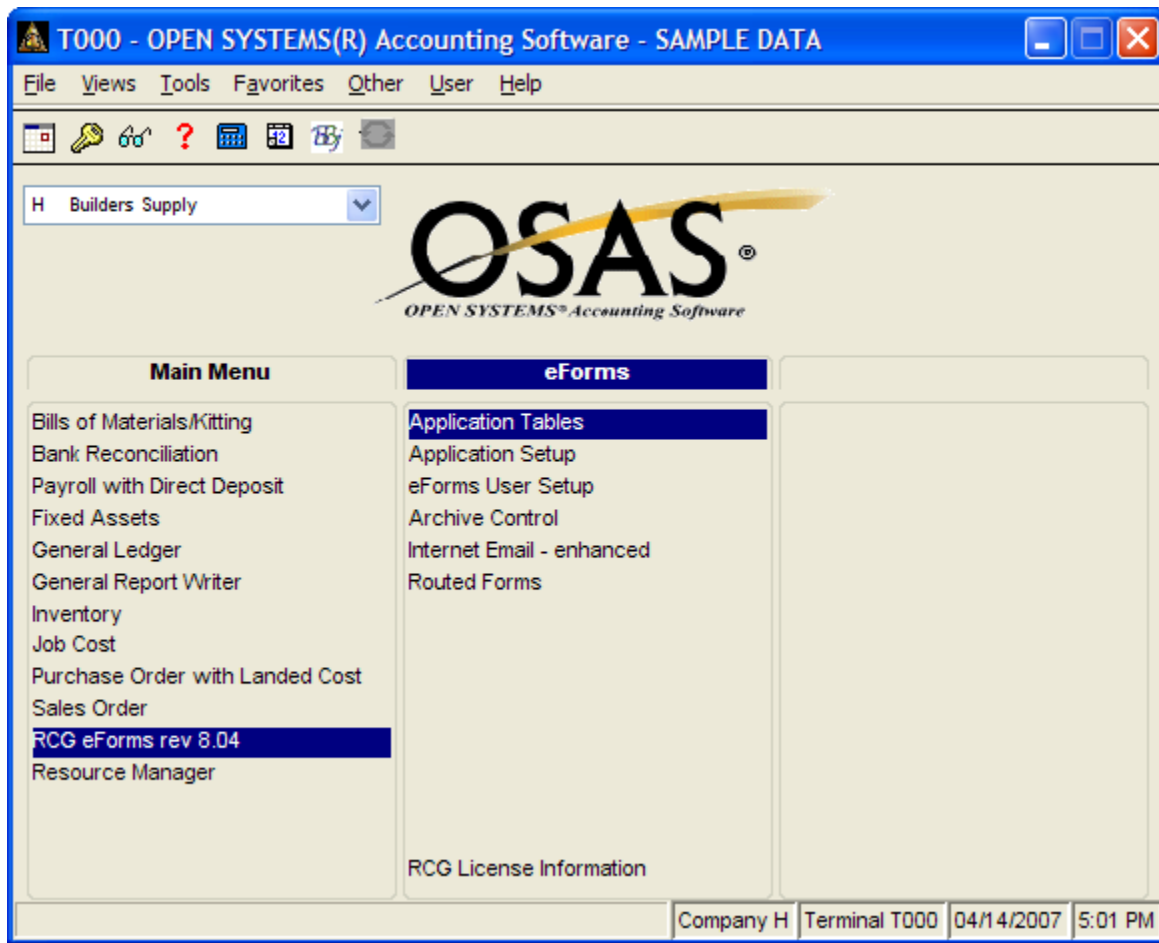 T000 - OPEN SYSTEMS(R) Accounting Software - SAMPLE DATA
File Views Tools Favorites Other User Help
H Builders Supply
OSAS®
OPEN SYSTEMS® Accounting Software
Main Menu
Bills of Materials/Kitting
Bank Reconciliation
Payroll with Direct Deposit
Fixed Assets
General Ledger
General Report Writer
Inventory
Job Cost
Purchase Order with Landed Cost
Sales Order
RCG eForms rev 8.04
Resource Manager
eForms
Application Tables
Application Setup
eForms User Setup
Archive Control
Internet Email - enhanced
Routed Forms
RCG License Information
Company H Terminal T000 04/14/2007 5:01 PM